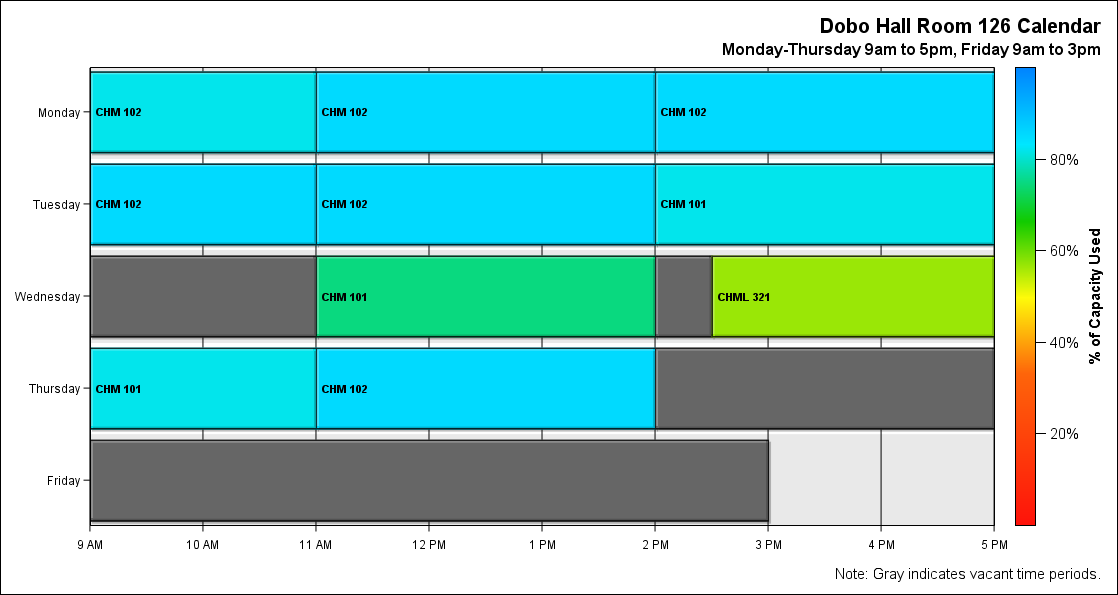 Dobo Hall Room 126 Calendar
Monday-Thursday 9am to 5pm, Friday 9am to 3pm
Monday
CHM 102
CHM 102
CHM 102
Tuesday
CHM 102
CHM 102
CHM 101
Wednesday
CHM 101
CHML 321
Thursday
CHM 101
CHM 102
Friday
9 AM
10 AM
11 AM
12 PM
1 PM
2 PM
3 PM
4 PM
5 PM
80%
60%
40%
20%
% of Capacity Used
Note: Gray indicates vacant time periods.